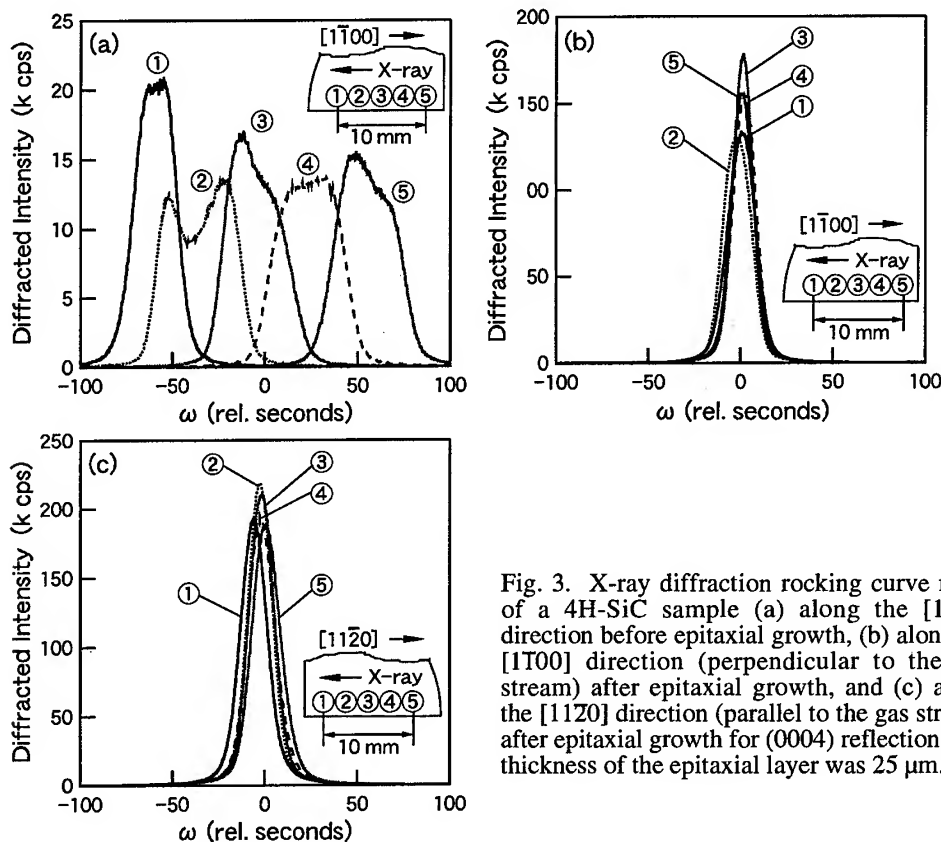 (a)
Diffracted Intensity (k cps)
25
20
15
10
5
0
①
②
③
④
⑤
[11̄00]
X-ray
①②③④⑤
10 mm
-100
-50
0
50
100
ω (rel. seconds)
(b)
Diffracted Intensity (k cps)
150
00
50
0
③
⑤
④
①
②
[11̄00]
X-ray
①②③④⑤
10 mm
-100
-50
0
50
100
ω (rel. seconds)
(c)
Diffracted Intensity (k cps)
250
200
150
100
50
0
②
③
④
①
⑤
[112̄0]
X-ray
①②③④⑤
10 mm
-100
-50
0
50
100
ω (rel. seconds)
Fig. 3. X-ray diffraction rocking curve
of a 4H-SiC sample (a) along the [1
direction before epitaxial growth, (b) alon
[11̄00] direction (perpendicular to the
stream) after epitaxial growth, and (c) a
the [112̄0] direction (parallel to the gas str
after epitaxial growth for (0004) reflection.
thickness of the epitaxial layer was 25 µm.